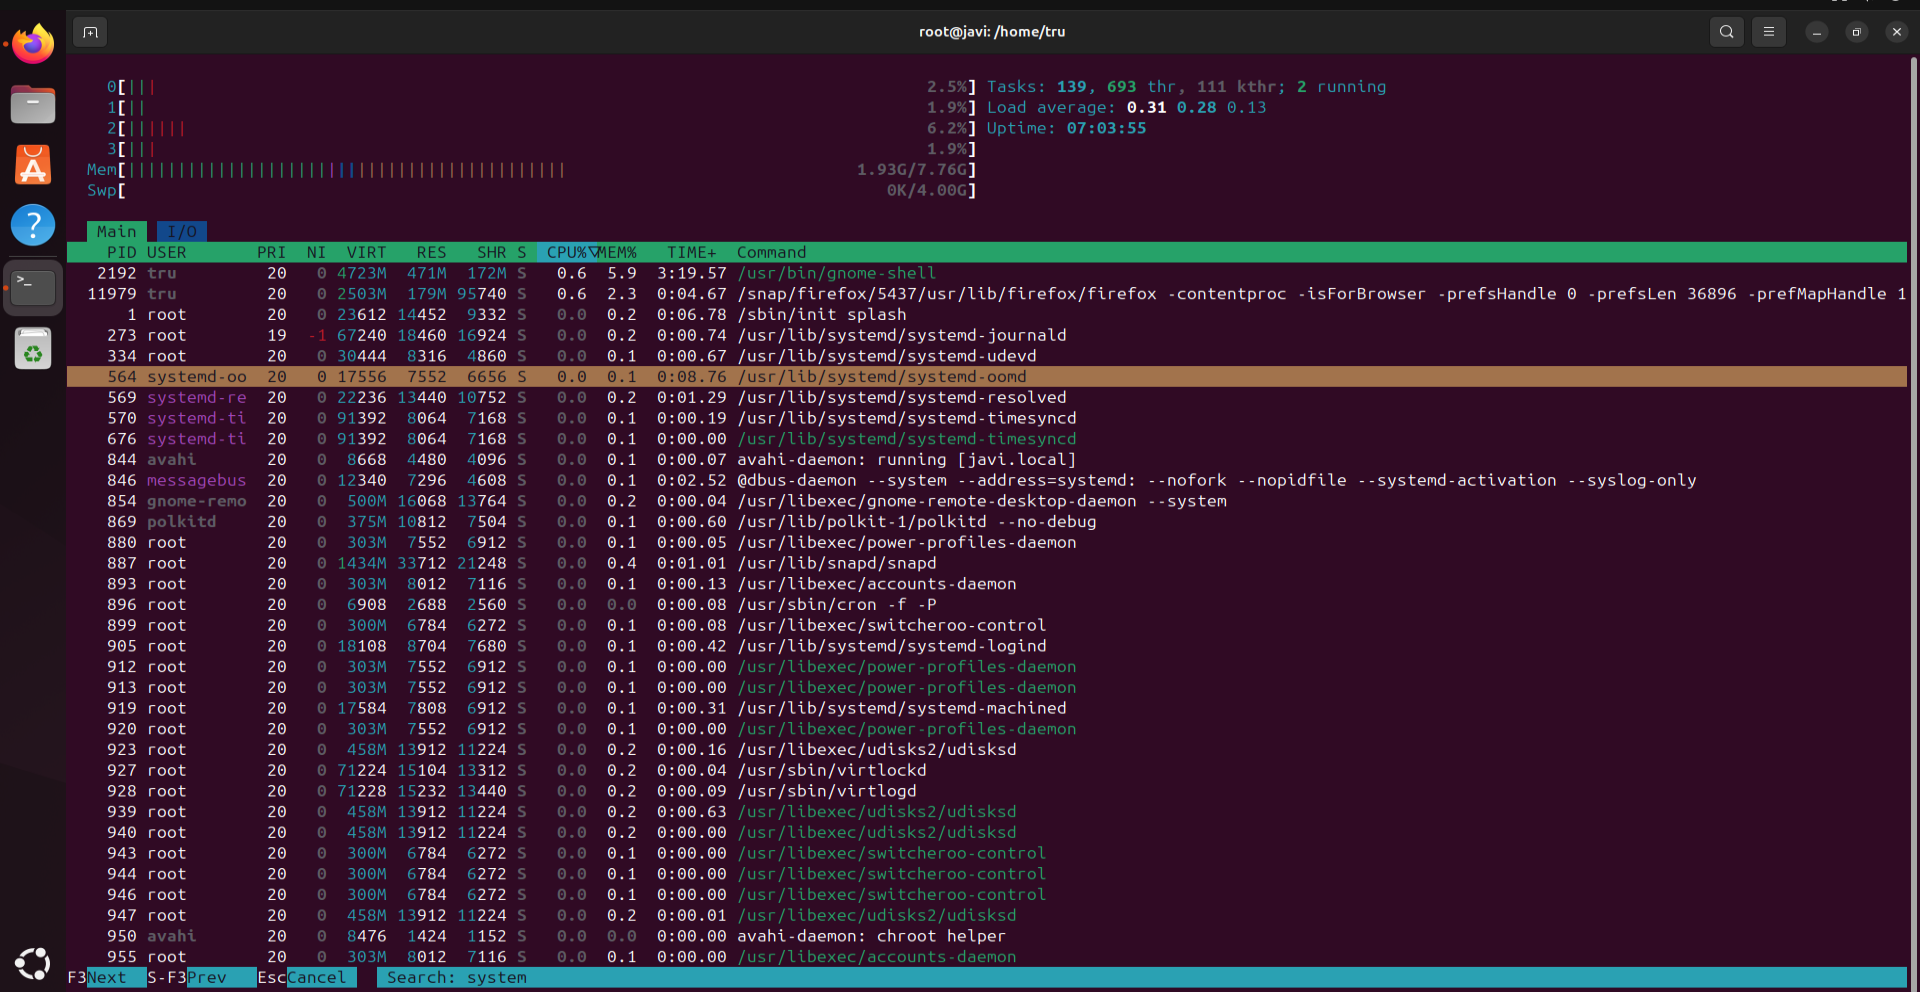 root@javi: /home/tru
0[||| 2.5%] Tasks: 139, 693 thr, 111 kthr; 2 running
1[|| 1.9%] Load average: 0.31 0.28 0.13
2[|||||| 6.2%] Uptime: 07:03:55
3[||| 1.9%]
Mem[|||||||||||||||||||||||||||||||||||||||||||| 1.93G/7.76G]
Swp[ 0K/4.00G]
Main I/O
PID USER PRI NI VIRT RES SHR S CPU%▽MEM% TIME+ Command
2192 tru 20 0 4723M 471M 172M S 0.6 5.9 3:19.57 /usr/bin/gnome-shell
11979 tru 20 0 2503M 179M 95740 S 0.6 2.3 0:04.67 /snap/firefox/5437/usr/lib/firefox/firefox -contentproc -isForBrowser -prefsHandle 0 -prefsLen 36896 -prefMapHandle 1
1 root 20 0 23612 14452 9332 S 0.0 0.2 0:06.78 /sbin/init splash
273 root 19 -1 67240 18460 16924 S 0.0 0.2 0:00.74 /usr/lib/systemd/systemd-journald
334 root 20 0 30444 8316 4860 S 0.0 0.1 0:00.67 /usr/lib/systemd/systemd-udevd
564 systemd-oo 20 0 17556 7552 6656 S 0.0 0.1 0:08.76 /usr/lib/systemd/systemd-oomd
569 systemd-re 20 0 22236 13440 10752 S 0.0 0.2 0:01.29 /usr/lib/systemd/systemd-resolved
570 systemd-ti 20 0 91392 8064 7168 S 0.0 0.1 0:00.19 /usr/lib/systemd/systemd-timesyncd
676 systemd-ti 20 0 91392 8064 7168 S 0.0 0.1 0:00.00 /usr/lib/systemd/systemd-timesyncd
844 avahi 20 0 8668 4480 4096 S 0.0 0.1 0:00.07 avahi-daemon: running [javi.local]
846 messagebus 20 0 12340 7296 4608 S 0.0 0.1 0:02.52 @dbus-daemon --system --address=systemd: --nofork --nopidfile --systemd-activation --syslog-only
854 gnome-remo 20 0 500M 16068 13764 S 0.0 0.2 0:00.04 /usr/libexec/gnome-remote-desktop-daemon --system
869 polkitd 20 0 375M 10812 7504 S 0.0 0.1 0:00.60 /usr/lib/polkit-1/polkitd --no-debug
880 root 20 0 303M 7552 6912 S 0.0 0.1 0:00.05 /usr/libexec/power-profiles-daemon
887 root 20 0 1434M 33712 21248 S 0.0 0.4 0:01.01 /usr/lib/snapd/snapd
893 root 20 0 303M 8012 7116 S 0.0 0.1 0:00.13 /usr/libexec/accounts-daemon
896 root 20 0 6908 2688 2560 S 0.0 0.0 0:00.08 /usr/sbin/cron -f -P
899 root 20 0 300M 6784 6272 S 0.0 0.1 0:00.08 /usr/libexec/switcheroo-control
905 root 20 0 18108 8704 7680 S 0.0 0.1 0:00.42 /usr/lib/systemd/systemd-logind
912 root 20 0 303M 7552 6912 S 0.0 0.1 0:00.00 /usr/libexec/power-profiles-daemon
913 root 20 0 303M 7552 6912 S 0.0 0.1 0:00.00 /usr/libexec/power-profiles-daemon
919 root 20 0 17584 7808 6912 S 0.0 0.1 0:00.31 /usr/lib/systemd/systemd-machined
920 root 20 0 303M 7552 6912 S 0.0 0.1 0:00.00 /usr/libexec/power-profiles-daemon
923 root 20 0 458M 13912 11224 S 0.0 0.2 0:00.16 /usr/libexec/udisks2/udisksd
927 root 20 0 71224 15104 13312 S 0.0 0.2 0:00.04 /usr/sbin/virtlockd
928 root 20 0 71228 15232 13440 S 0.0 0.2 0:00.09 /usr/sbin/virtlogd
939 root 20 0 458M 13912 11224 S 0.0 0.2 0:00.63 /usr/libexec/udisks2/udisksd
940 root 20 0 458M 13912 11224 S 0.0 0.2 0:00.00 /usr/libexec/udisks2/udisksd
943 root 20 0 300M 6784 6272 S 0.0 0.1 0:00.00 /usr/libexec/switcheroo-control
944 root 20 0 300M 6784 6272 S 0.0 0.1 0:00.00 /usr/libexec/switcheroo-control
946 root 20 0 300M 6784 6272 S 0.0 0.1 0:00.00 /usr/libexec/switcheroo-control
947 root 20 0 458M 13912 11224 S 0.0 0.2 0:00.01 /usr/libexec/udisks2/udisksd
950 avahi 20 0 8476 1424 1152 S 0.0 0.0 0:00.00 avahi-daemon: chroot helper
955 root 20 0 303M 8012 7116 S 0.0 0.1 0:00.00 /usr/libexec/accounts-daemon
F3Next S-F3Prev EscCancel Search: system